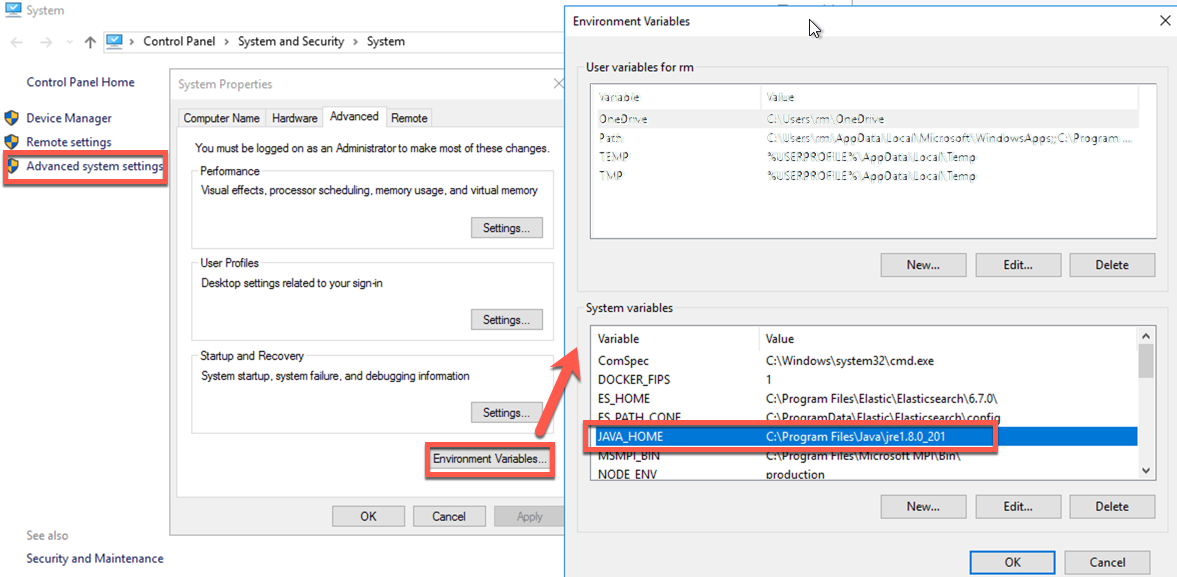 System
Control Panel > System and Security > System
Control Panel Home
Device Manager
Remote settings
Advanced system settings
See also
Security and Maintenance
System Properties
Computer Name Hardware Advanced Remote
You must be logged on as an Administrator to make most of these changes.
Performance
Visual effects, processor scheduling, memory usage, and virtual memory
Settings...
User Profiles
Desktop settings related to your sign-in
Settings...
Startup and Recovery
System startup, system failure, and debugging information
Settings...
Environment Variables...
OK Cancel Apply
Environment Variables
User variables for rm
Variable Value
OneDrive C:\Users\rm\OneDrive
Path C:\Users\rm\AppData\Local\Microsoft\WindowsApps;;C:\Program ...
TEMP %USERPROFILE%\AppData\Local\Temp
TMP %USERPROFILE%\AppData\Local\Temp
New... Edit... Delete
System variables
Variable Value
ComSpec C:\Windows\system32\cmd.exe
DOCKER_FIPS 1
ES_HOME C:\Program Files\Elastic\Elasticsearch\6.7.0\
ES_PATH_CONF C:\ProgramData\Elastic\Elasticsearch\config
JAVA_HOME C:\Program Files\Java\jre1.8.0_201
MSMPI_BIN C:\Program Files\Microsoft MPI\Bin\
NODE_ENV production
New... Edit... Delete
OK Cancel